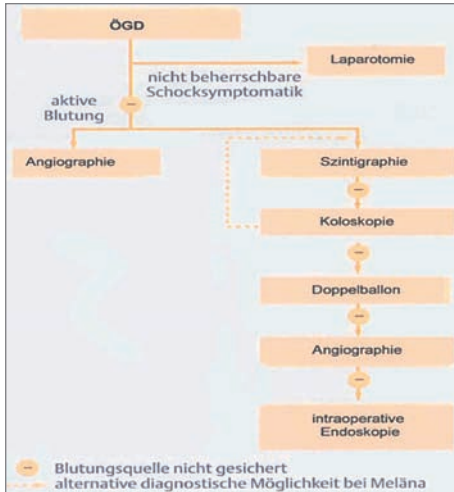 ÖGD
Laparotomie
nicht beherrschbare
Schocksymptomatik
aktive
Blutung
–
Angiographie
Szintigraphie
–
Koloskopie
–
Doppelballon
–
Angiographie
–
intraoperative
Endoskopie
– Blutungsquelle nicht gesichert
alternative diagnostische Möglichkeit bei Meläna